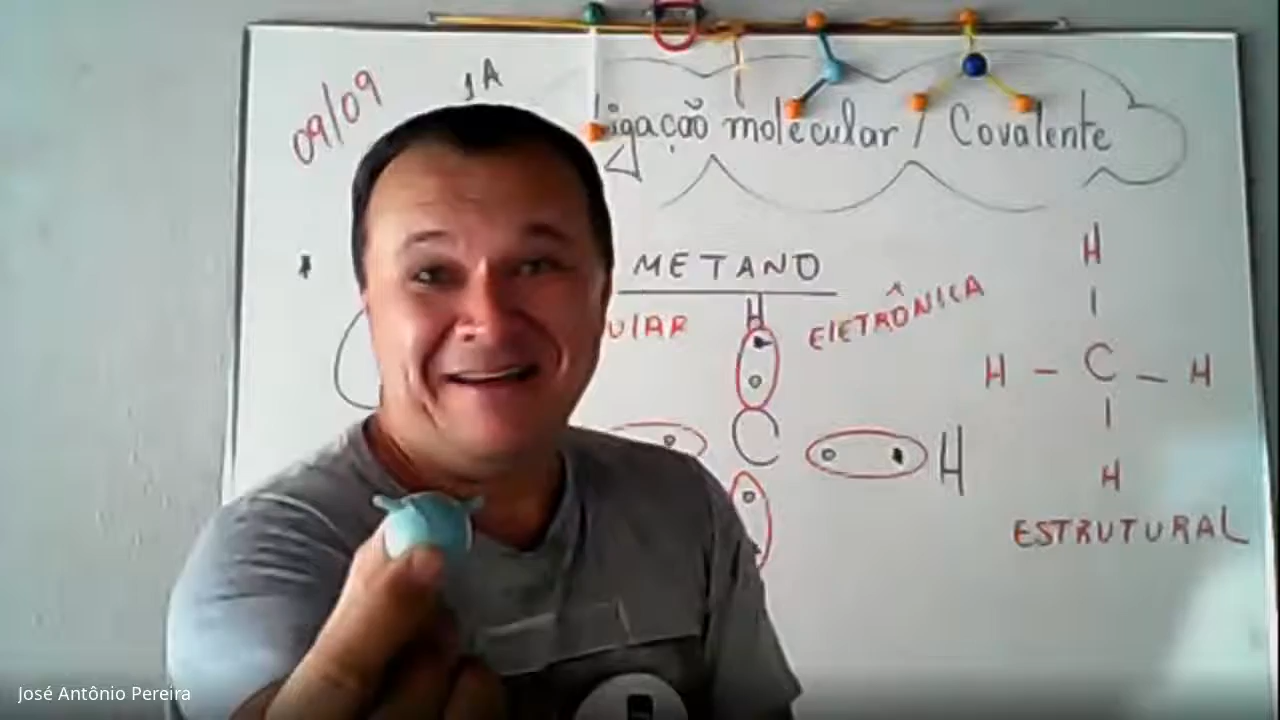 09/09
1A
Ligação molecular / Covalente
METANO
ULAR
ELETRÔNICA
H
H
C
H
H - C - H
H
ESTRUTURAL
José Antônio Pereira